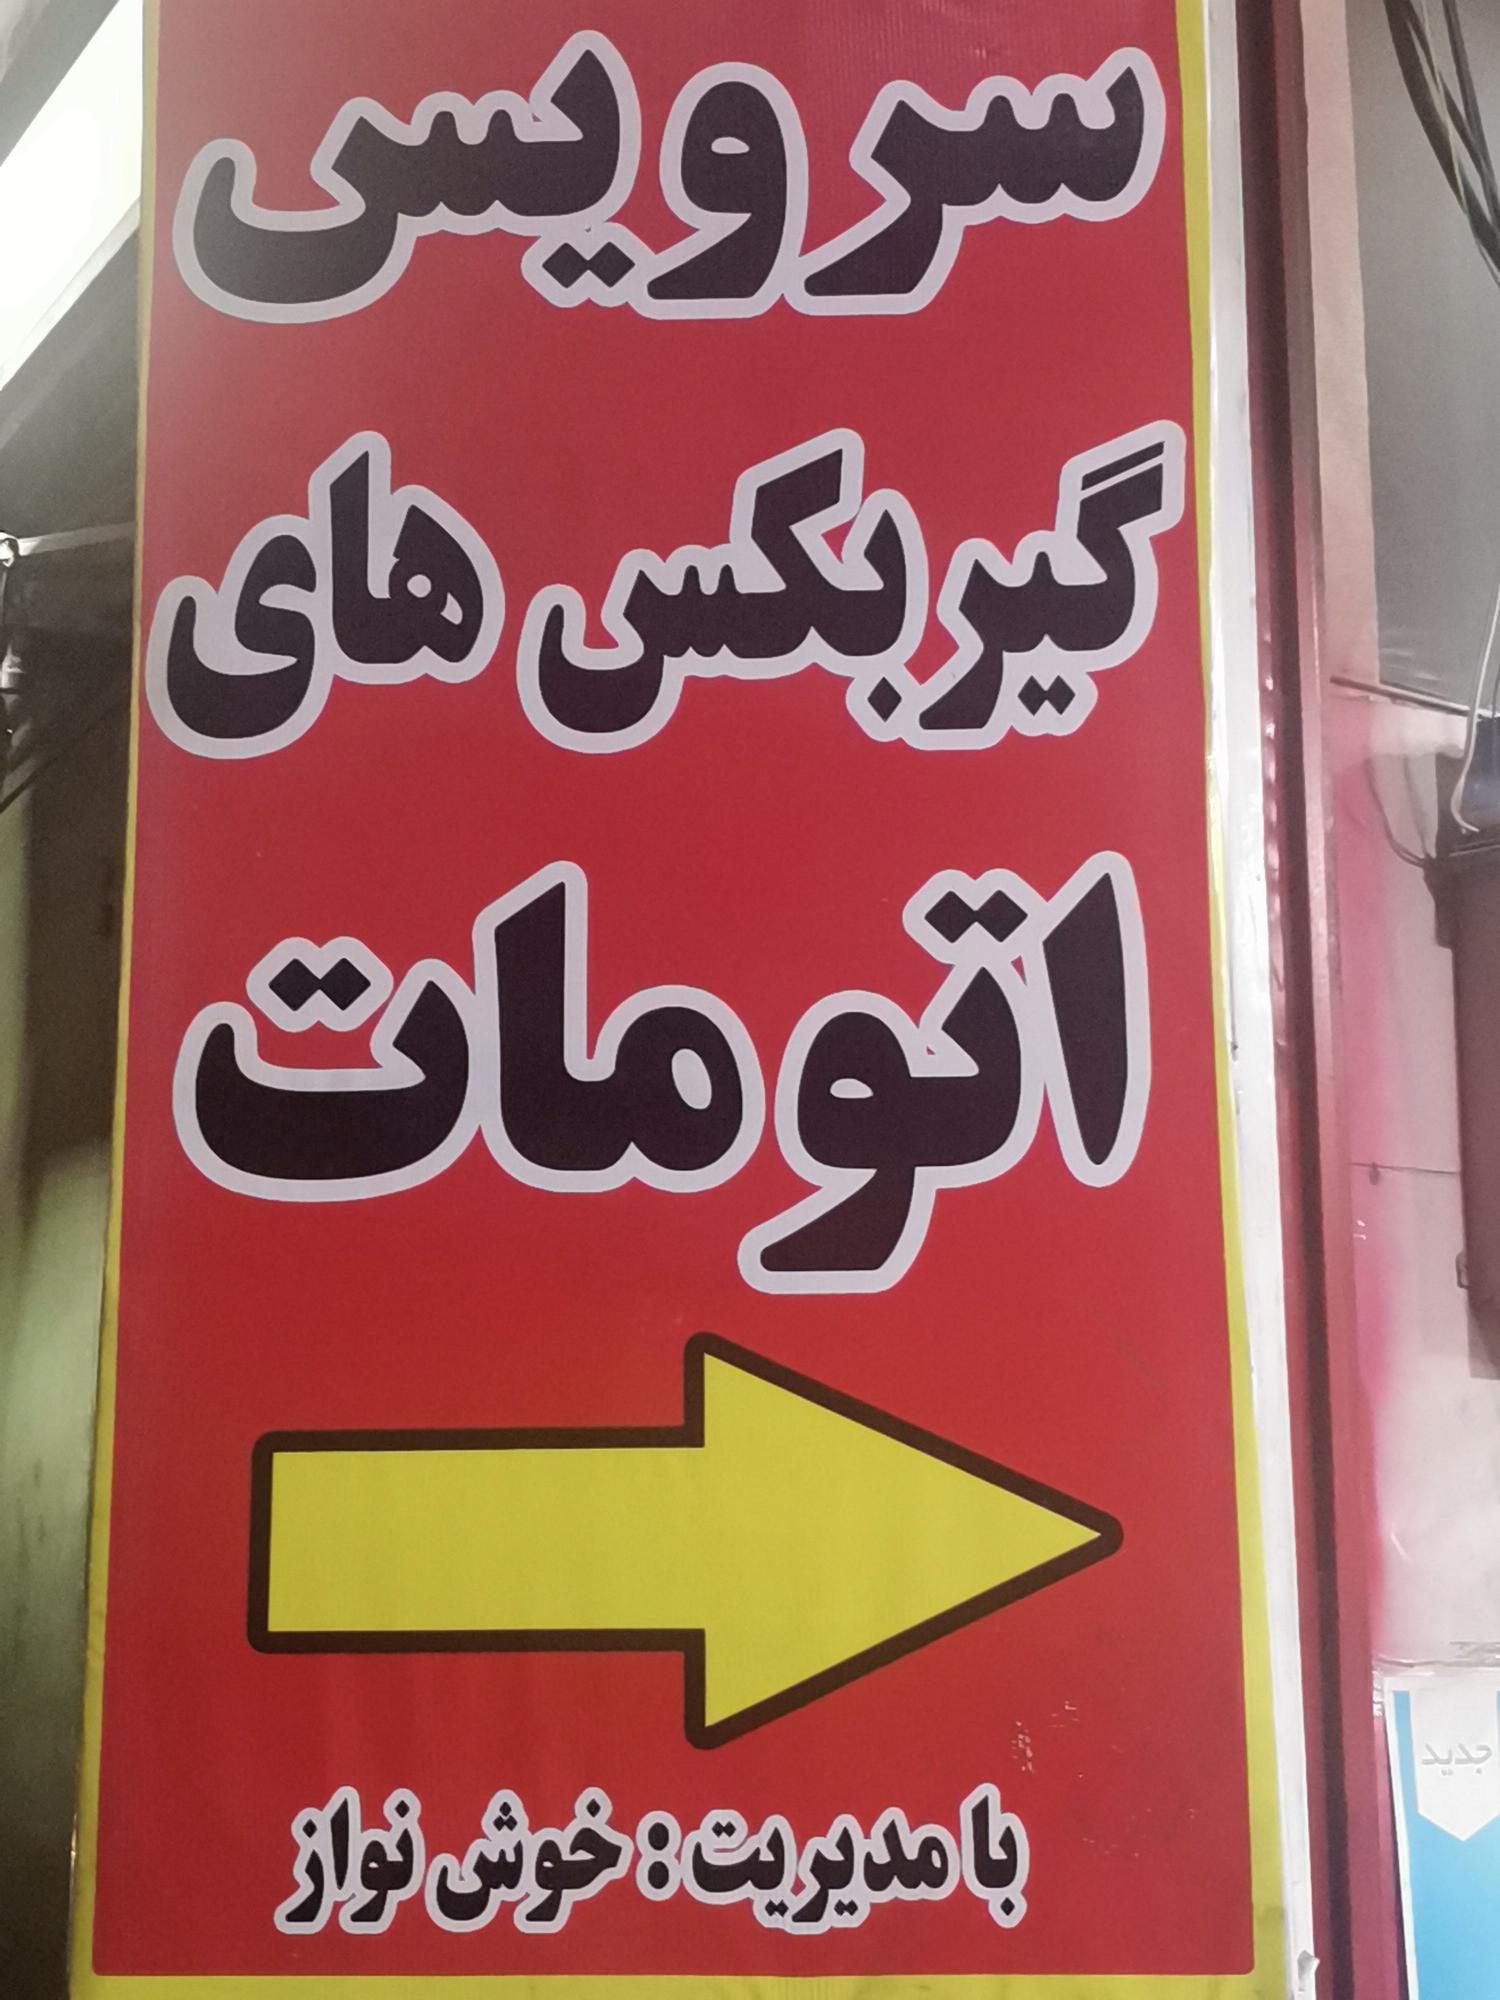 سرویس
گیربکس های
اتومات
با مدیریت: خوش نواز
جدید